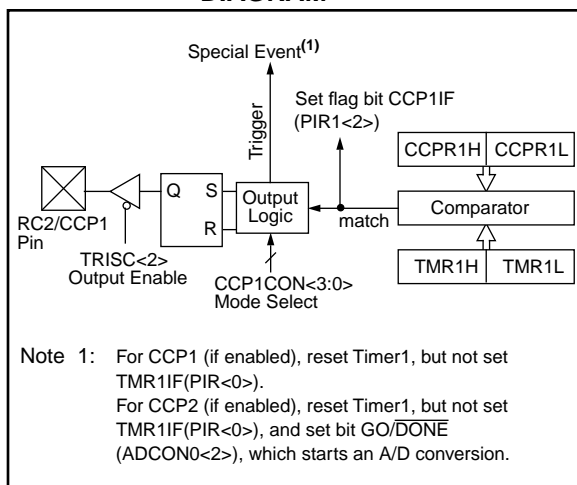 DIAGRAM
Special Event(1)
Set flag bit CCP1IF
(PIR1<2>)
Trigger
CCPR1H CCPR1L
Q S
R
Output
Logic
match
Comparator
RC2/CCP1
Pin
TRISC<2>
Output Enable
CCP1CON<3:0>
Mode Select
TMR1H TMR1L
Note 1: For CCP1 (if enabled), reset Timer1, but not set
TMR1IF(PIR<0>).
For CCP2 (if enabled), reset Timer1, but not set
TMR1IF(PIR<0>), and set bit GO/DONE
(ADCON0<2>), which starts an A/D conversion.